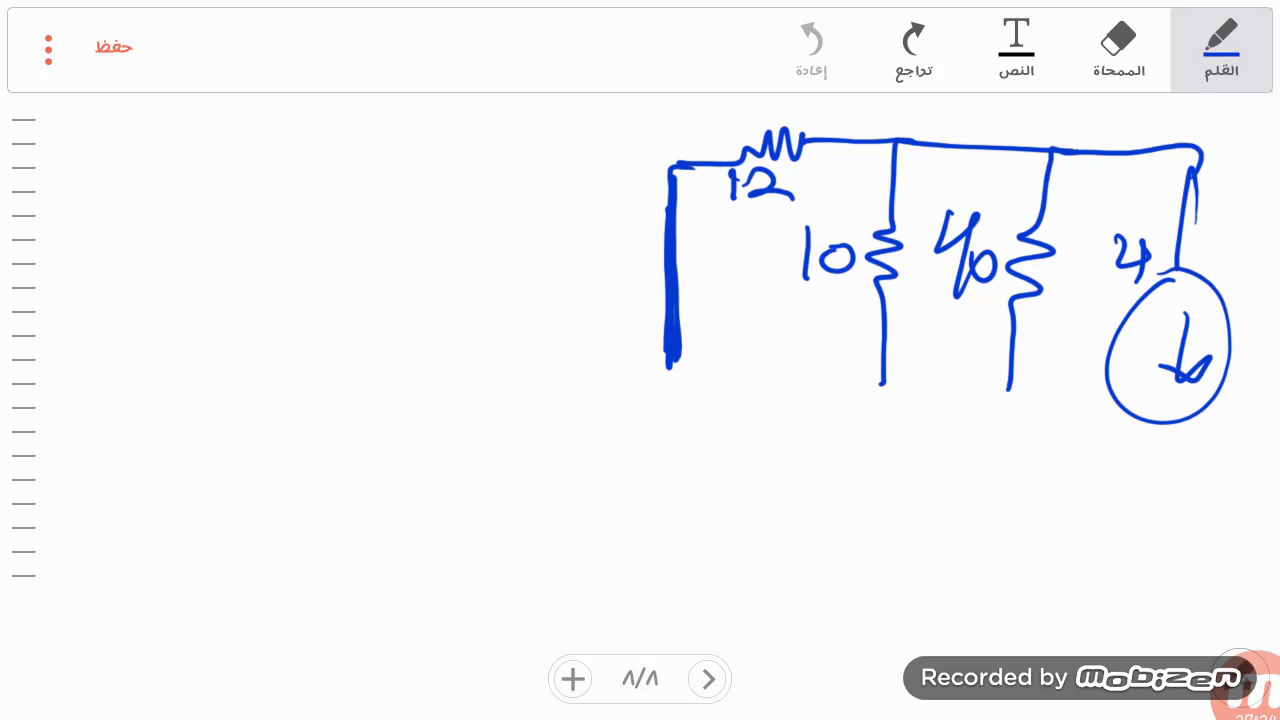 حفظ
إعادة
تراجع
النص
الممحاة
القلم
12
10
40
4
٨/٨
Recorded by mobizen